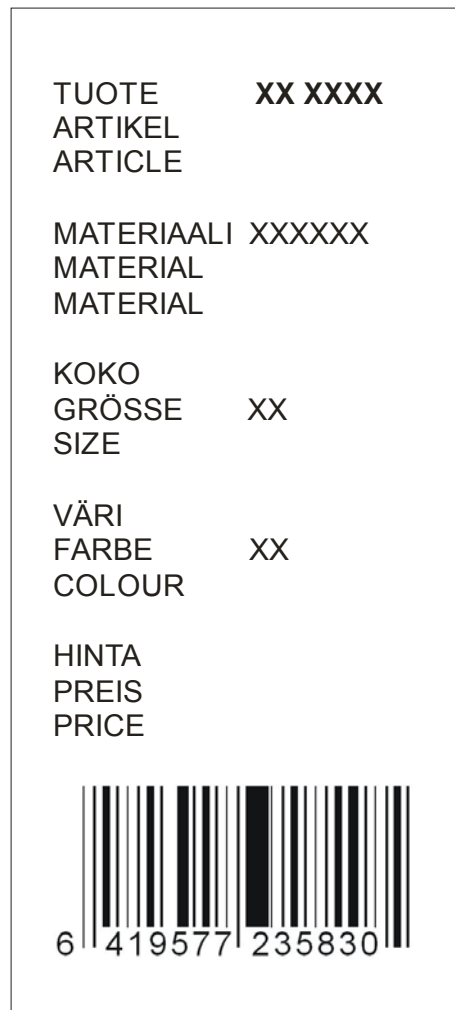 TUOTE XX XXXX
ARTIKEL
ARTICLE
MATERIAALI XXXXXX
MATERIAL
MATERIAL
KOKO
GRÖSSE XX
SIZE
VÄRI
FARBE XX
COLOUR
HINTA
PREIS
PRICE
6 419577 235830